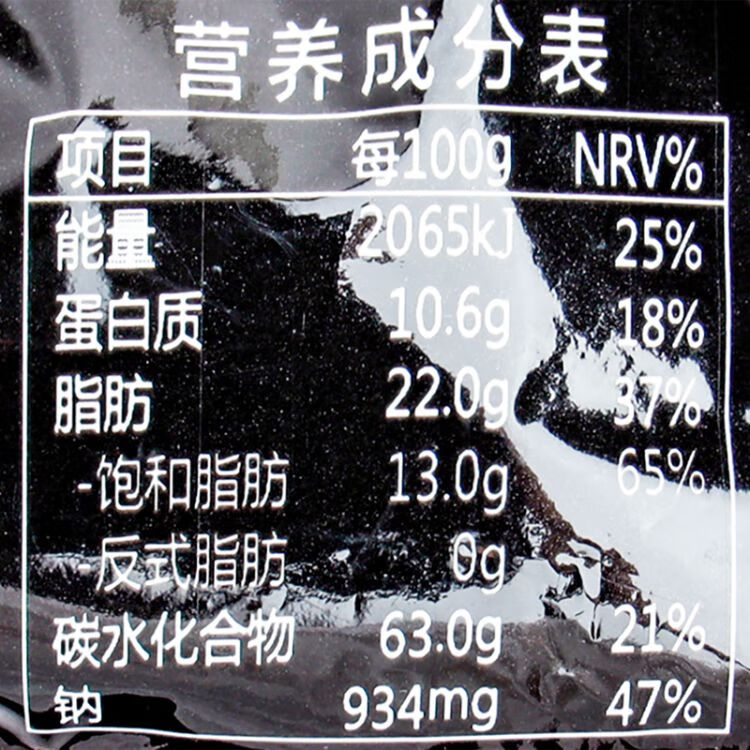 营养成分表
项目 每100g NRV%
能量 2065kJ 25%
蛋白质 10.6g 18%
脂肪 22.0g 37%
-饱和脂肪 13.0g 65%
-反式脂肪 0g
碳水化合物 63.0g 21%
钠 934mg 47%